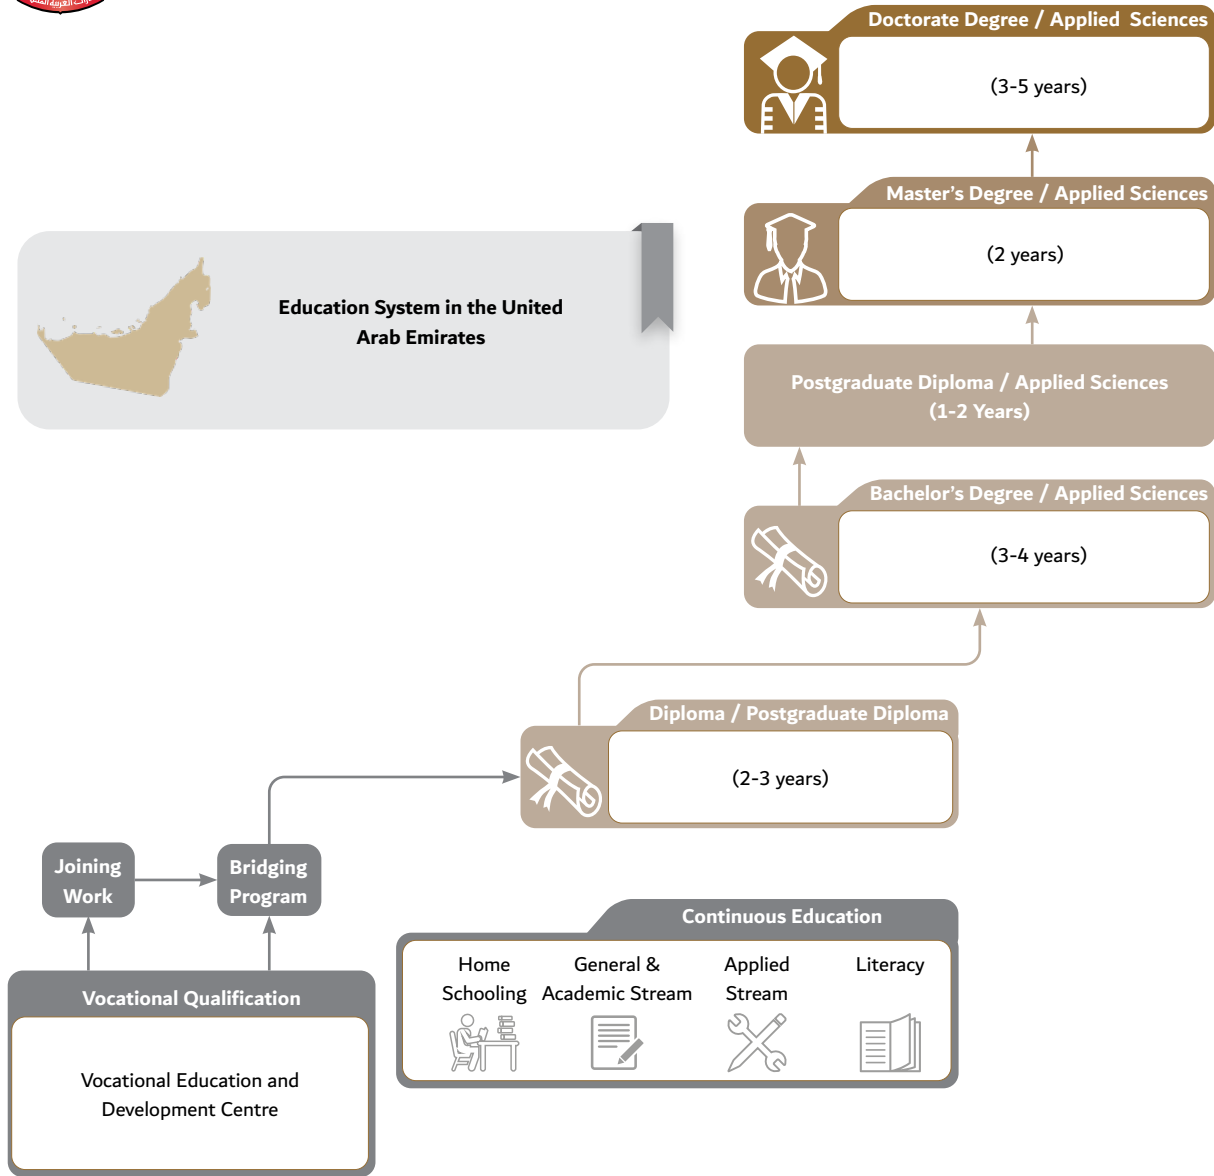 وات العربية المتـ
Doctorate Degree / Applied Sciences
(3-5 years)
Master's Degree / Applied Sciences
(2 years)
Education System in the United
Arab Emirates
Postgraduate Diploma / Applied Sciences
(1-2 Years)
Bachelor's Degree / Applied Sciences
(3-4 years)
Diploma / Postgraduate Diploma
(2-3 years)
Joining
Work
Bridging
Program
Continuous Education
Home
Schooling
General &
Academic Stream
Applied
Stream
Literacy
Vocational Qualification
Vocational Education and
Development Centre